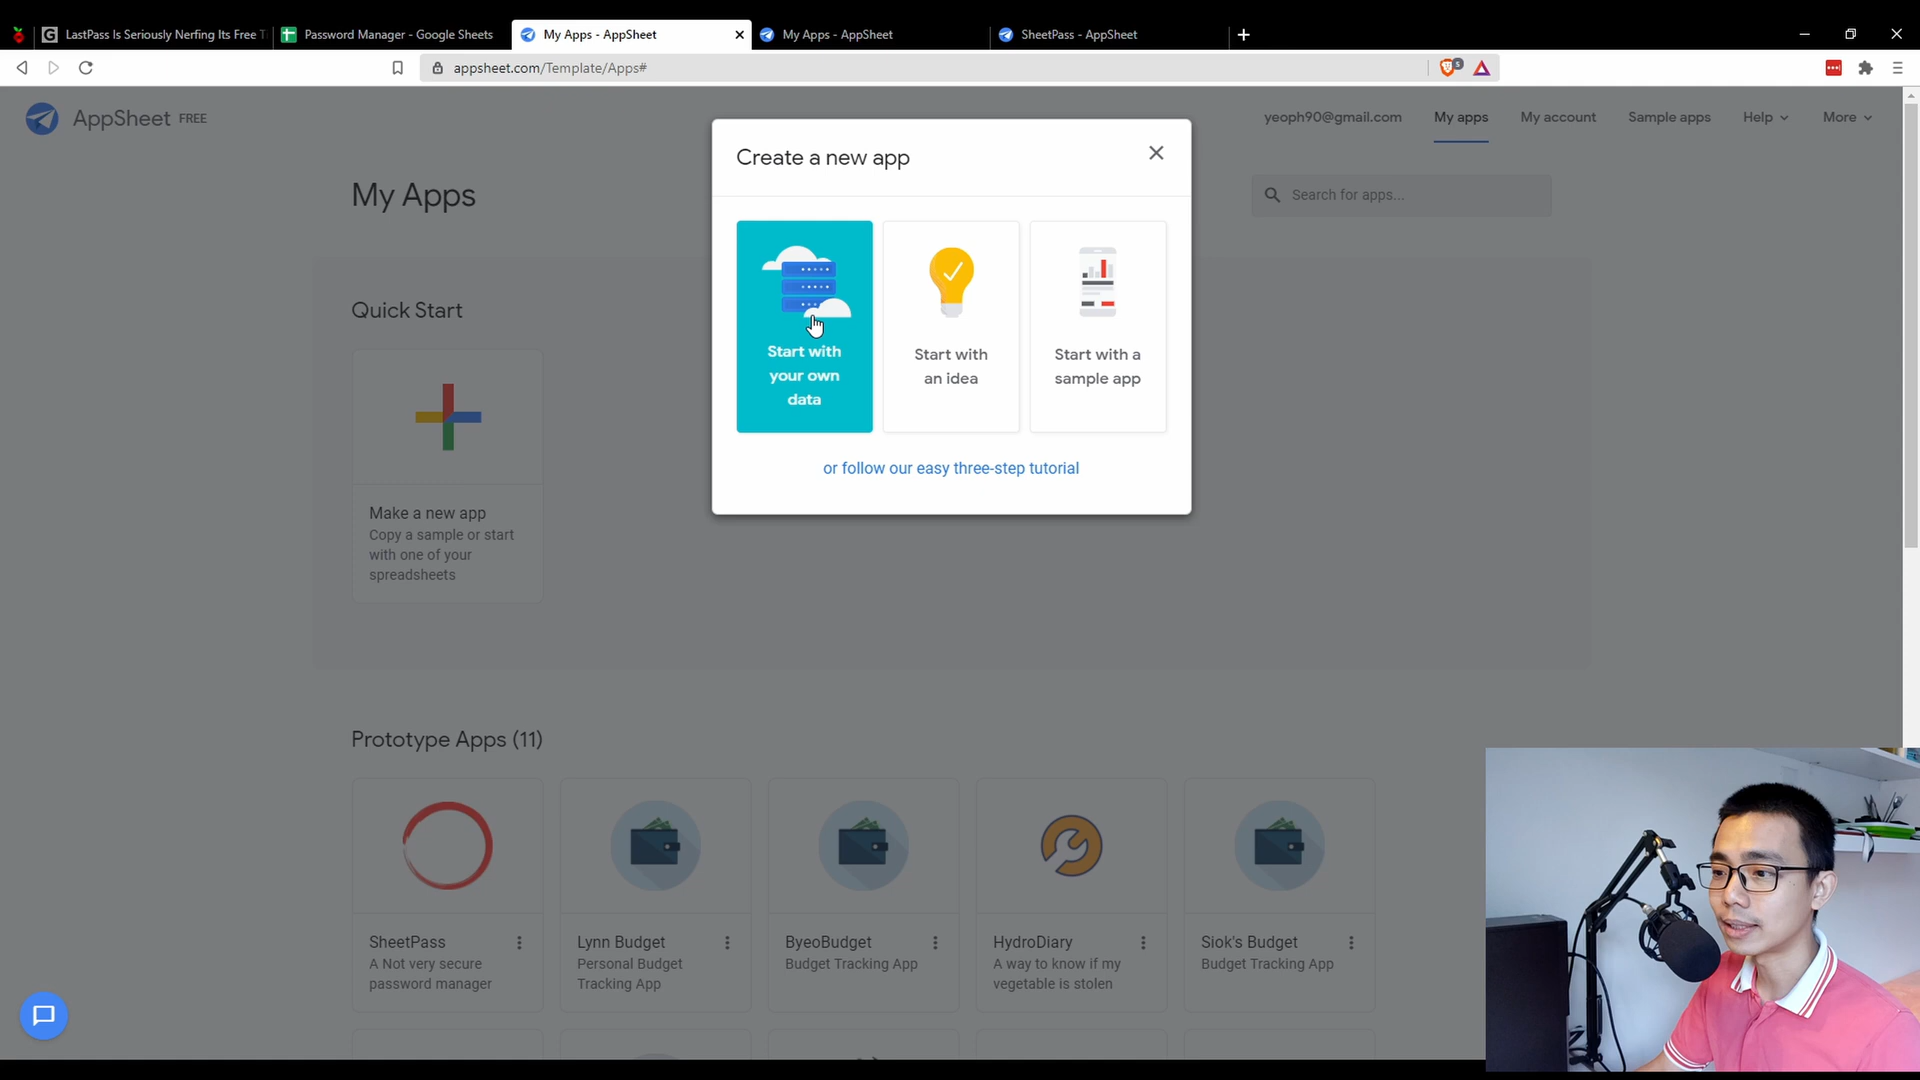 LastPass Is Seriously Nerfing Its Free T
Password Manager - Google Sheets
My Apps - AppSheet
My Apps - AppSheet
SheetPass - AppSheet
appsheet.com/Template/Apps#
5
AppSheet FREE
yeoph90@gmail.com
My apps
My account
Sample apps
Help
More
My Apps
Search for apps...
Create a new app
Start with
your own
data
Start with
an idea
Start with a
sample app
or follow our easy three-step tutorial
Quick Start
Make a new app
Copy a sample or start
with one of your
spreadsheets
Prototype Apps (11)
SheetPass
A Not very secure
password manager
Lynn Budget
Personal Budget
Tracking App
ByeoBudget
Budget Tracking App
HydroDiary
A way to know if my
vegetable is stolen
Siok's Budget
Budget Tracking App